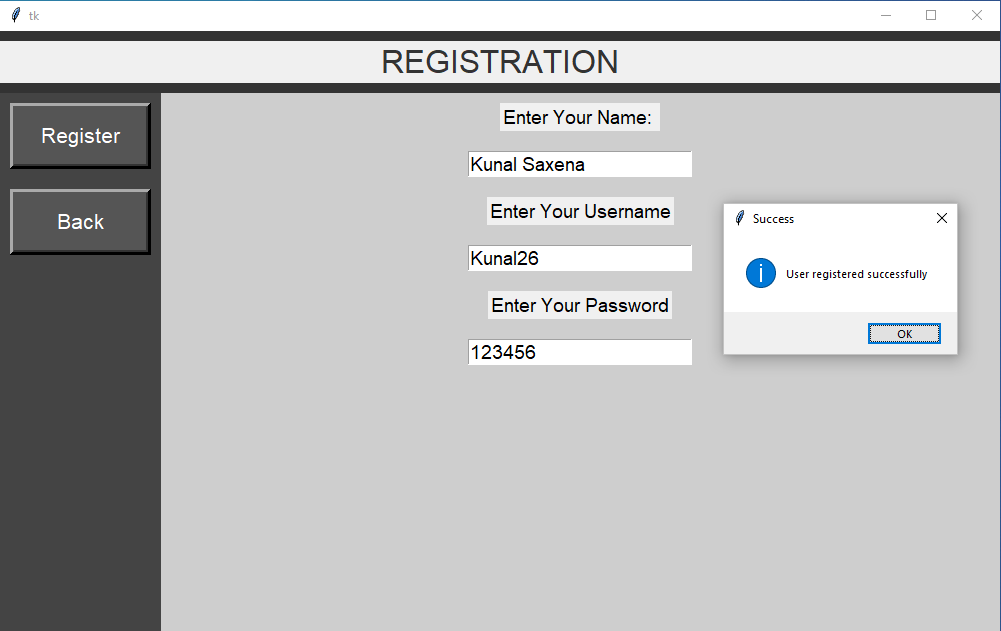 tk
REGISTRATION
Register
Back
Enter Your Name:
Kunal Saxena
Enter Your Username
Kunal26
Enter Your Password
123456
Success
User registered successfully
OK